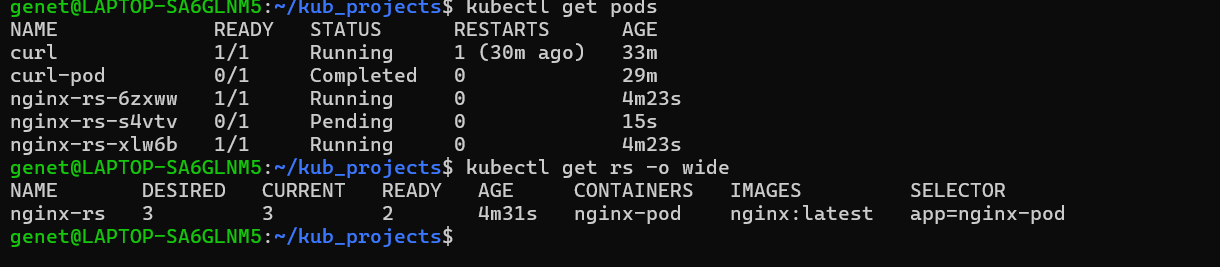 genet@LAPTOP-SA6GLNM5:~/kub_projects$ kubectl get pods
NAME READY STATUS RESTARTS AGE
curl 1/1 Running 1 (30m ago) 33m
curl-pod 0/1 Completed 0 29m
nginx-rs-6zxww 1/1 Running 0 4m23s
nginx-rs-s4vtv 0/1 Pending 0 15s
nginx-rs-xlw6b 1/1 Running 0 4m23s
genet@LAPTOP-SA6GLNM5:~/kub_projects$ kubectl get rs -o wide
NAME DESIRED CURRENT READY AGE CONTAINERS IMAGES SELECTOR
nginx-rs 3 3 2 4m31s nginx-pod nginx:latest app=nginx-pod
genet@LAPTOP-SA6GLNM5:~/kub_projects$